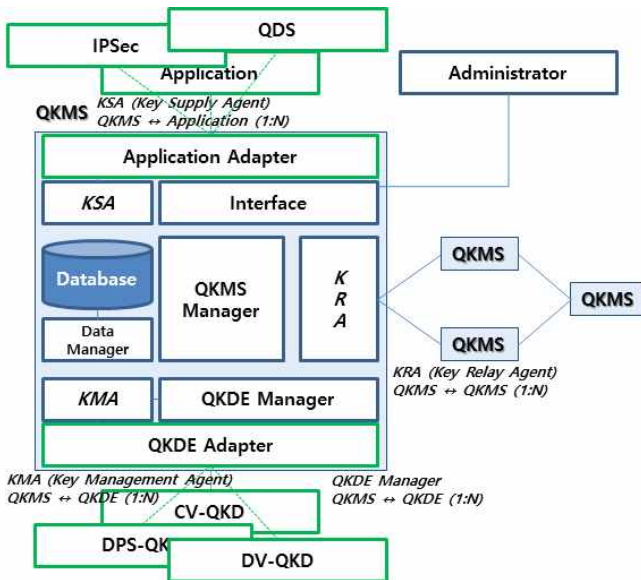 QDS
IPSec
Application
Administrator
KSA (Key Supply Agent)
QKMS
QKMS ↔ Application (1:N)
Application Adapter
KSA
Interface
Database
QKMS
Manager
K
R
A
Data
Manager
QKMS
QKMS
QKMS
KRA (Key Relay Agent)
QKMS ↔ QKMS (1:N)
KMA
QKDE Manager
QKDE Adapter
KMA (Key Management Agent)
QKMS ↔ QKDE (1:N)
QKDE Manager
QKMS ↔ QKDE (1:N)
CV-QKD
DPS-QK
DV-QKD